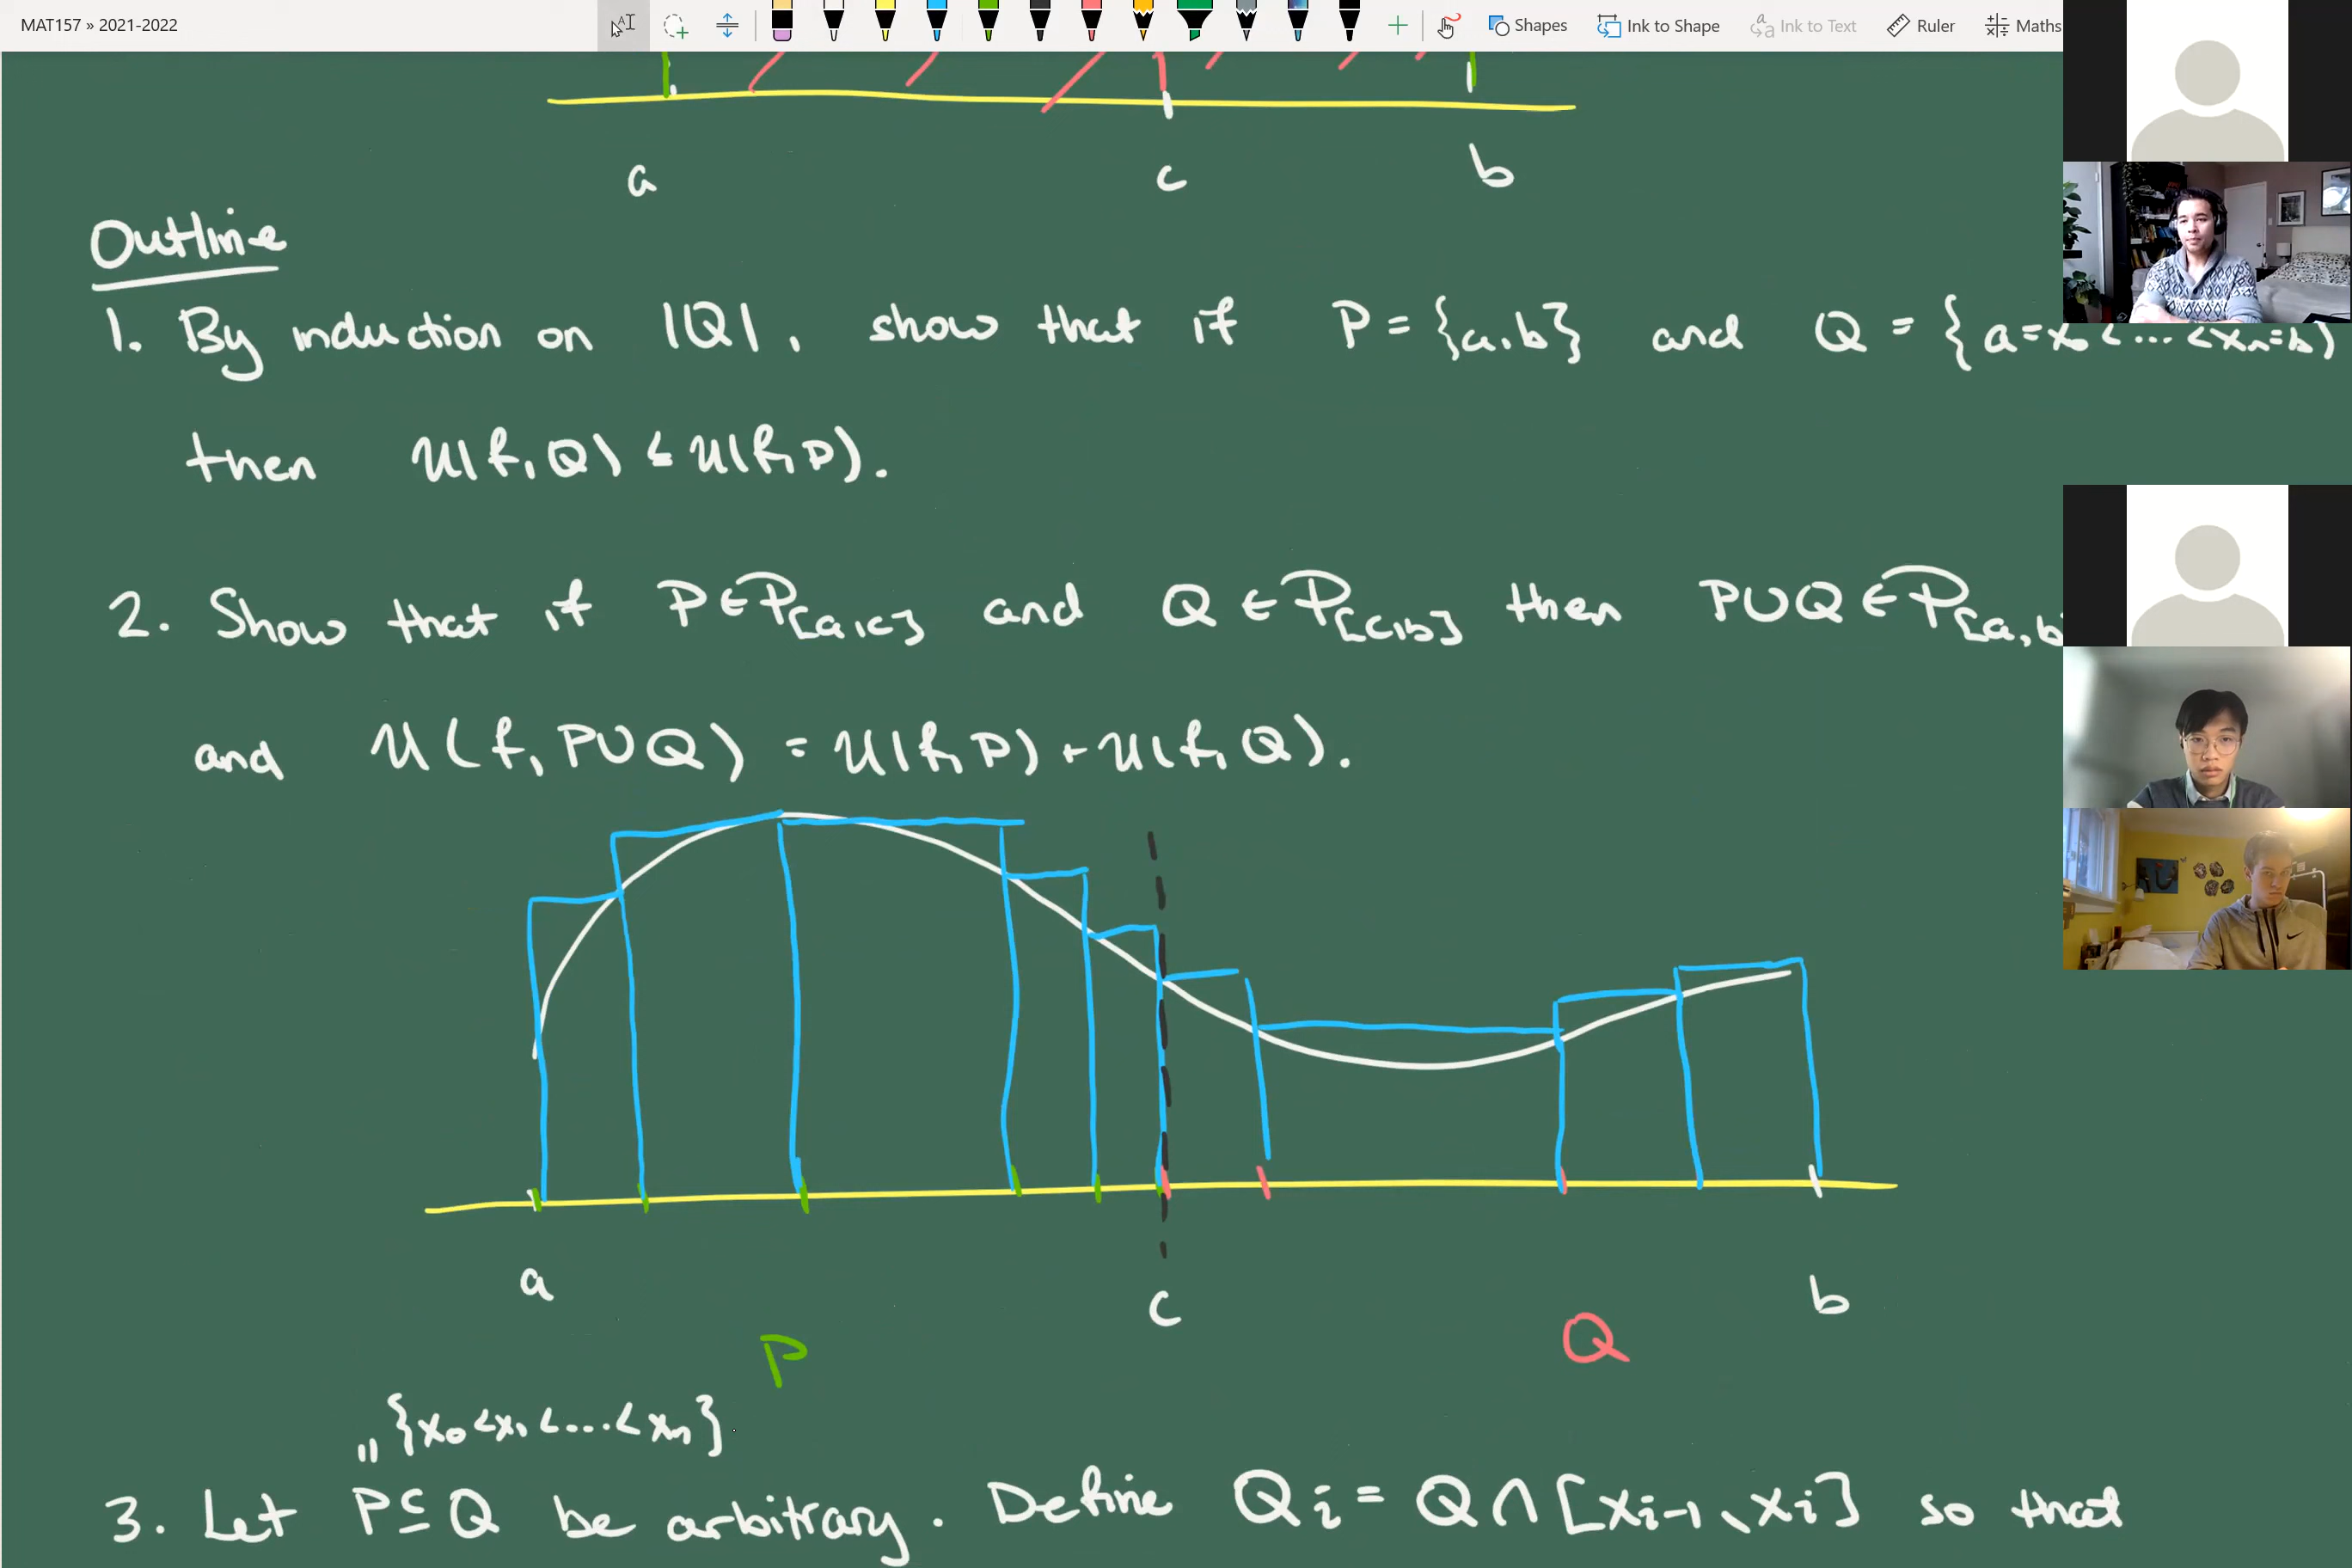 MAT157 » 2021-2022
Shapes Ink to Shape Ink to Text Ruler Maths
a c b
Outline
1. By induction on |Q|, show that if P = {a,b} and Q = {a=x₀<...<xₙ=b}
then U(f,Q) ≤ U(f,P).
2. Show that if P ∈ P[a,c] and Q ∈ P[c,b] then P∪Q ∈ P[a,b
and U(f, P∪Q) = U(f,P) + U(f,Q).
a c b
P Q
" {x₀<x₁<...<xₙ}
3. Let P ⊆ Q be arbitrary. Define Qi = Q ∩ [xi-1, xi] so that